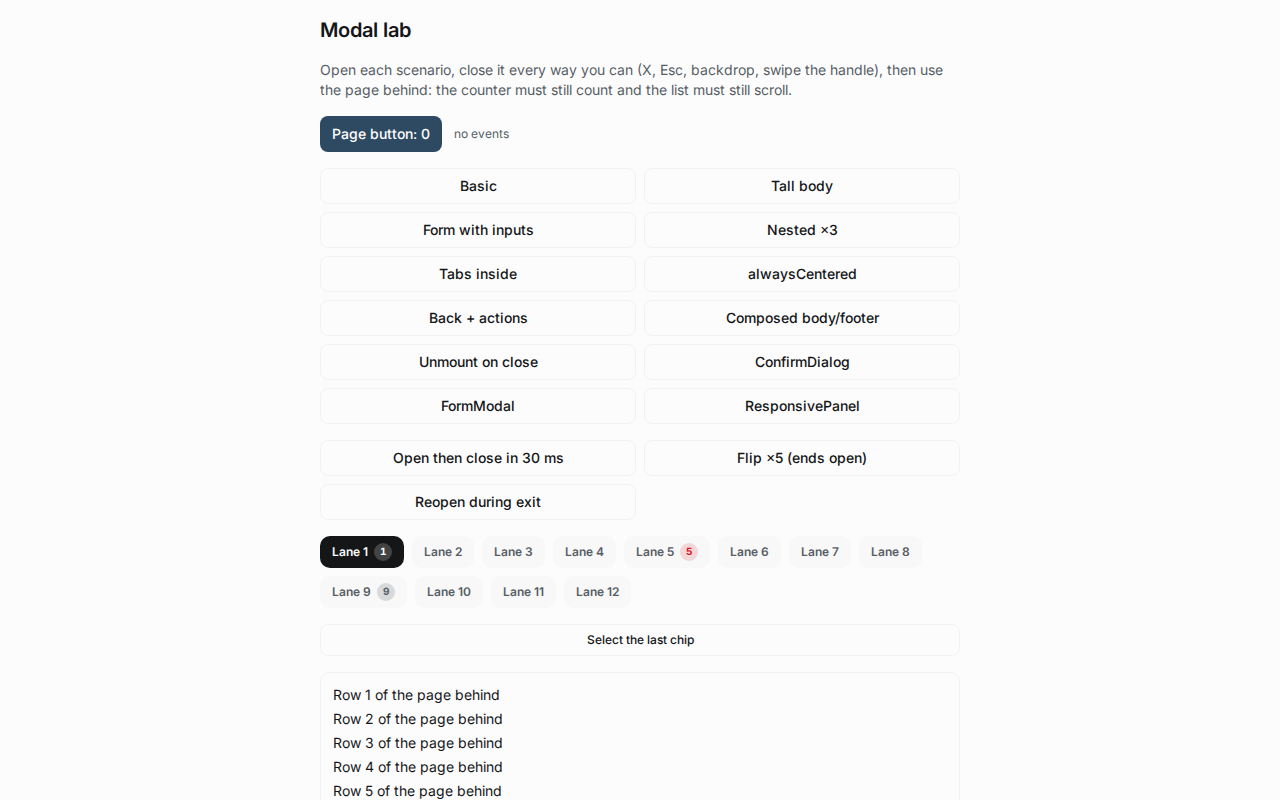 Modal lab
Open each scenario, close it every way you can (X, Esc, backdrop, swipe the handle), then use
the page behind: the counter must still count and the list must still scroll.
Page button: 0 no events
Basic Tall body
Form with inputs Nested ×3
Tabs inside alwaysCentered
Back + actions Composed body/footer
Unmount on close ConfirmDialog
FormModal ResponsivePanel
Open then close in 30 ms Flip ×5 (ends open)
Reopen during exit
Lane 1 1 Lane 2 Lane 3 Lane 4 Lane 5 5 Lane 6 Lane 7 Lane 8
Lane 9 9 Lane 10 Lane 11 Lane 12
Select the last chip
Row 1 of the page behind
Row 2 of the page behind
Row 3 of the page behind
Row 4 of the page behind
Row 5 of the page behind